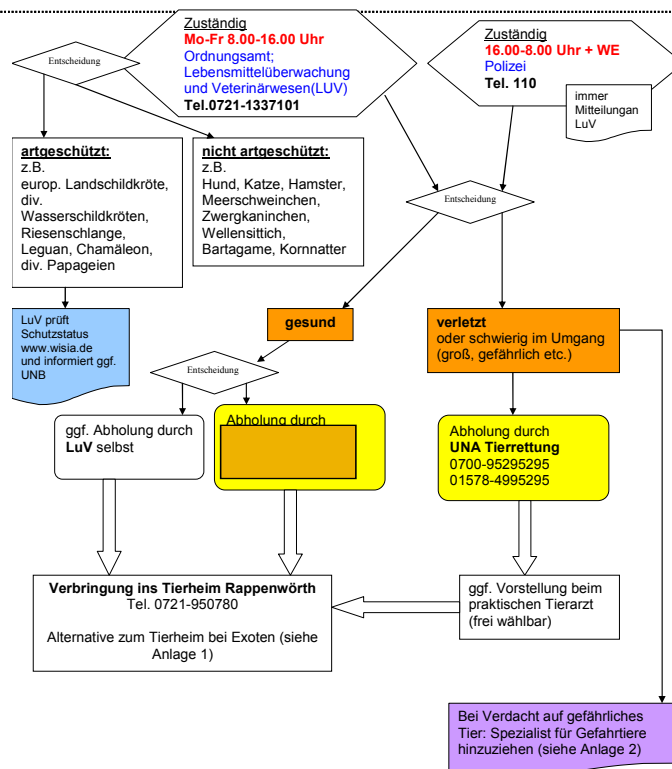 Zuständig
Mo-Fr 8.00-16.00 Uhr
Ordnungsamt;
Lebensmittelüberwachung
und Veterinärwesen(LUV)
Tel.0721-1337101
Zuständig
16.00-8.00 Uhr + WE
Polizei
Tel. 110
immer
Mitteilungan
LuV
Entscheidung
artgeschützt:
z.B.
europ. Landschildkröte,
div.
Wasserschildkröten,
Riesenschlange,
Leguan, Chamäleon,
div. Papageien
nicht artgeschützt:
z.B.
Hund, Katze, Hamster,
Meerschweinchen,
Zwergkaninchen,
Wellensittich,
Bartagame, Kornnatter
Entscheidung
LuV prüft
Schutzstatus
www.wisia.de
und informiert ggf.
UNB
gesund
verletzt
oder schwierig im Umgang
(groß, gefährlich etc.)
Entscheidung
ggf. Abholung durch
LuV selbst
Abholung durch
Abholung durch
UNA Tierrettung
0700-95295295
01578-4995295
Verbringung ins Tierheim Rappenwörth
Tel. 0721-950780
Alternative zum Tierheim bei Exoten (siehe
Anlage 1)
ggf. Vorstellung beim
praktischen Tierarzt
(frei wählbar)
Bei Verdacht auf gefährliches
Tier: Spezialist für Gefahrtiere
hinzuziehen (siehe Anlage 2)